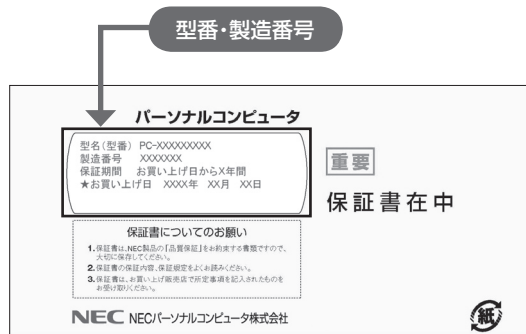 型番・製造番号
パーソナルコンピュータ
型名(型番) PC-XXXXXXXXX
製造番号 XXXXXXX
保証期間 お買い上げ日からX年間
★お買い上げ日 XXXX年 XX月 XX日
重要
保証書在中
保証書についてのお願い
1.保証書は、NEC製品の「品質保証」をお約束する書類ですので、
大切に保存してください。
2.保証書の保証内容、保証規定をよくお読みください。
3.保証書は、お買い上げ販売店で所定事項を記入されたものを
お受け取りください。
NEC NECパーソナルコンピュータ株式会社
紙